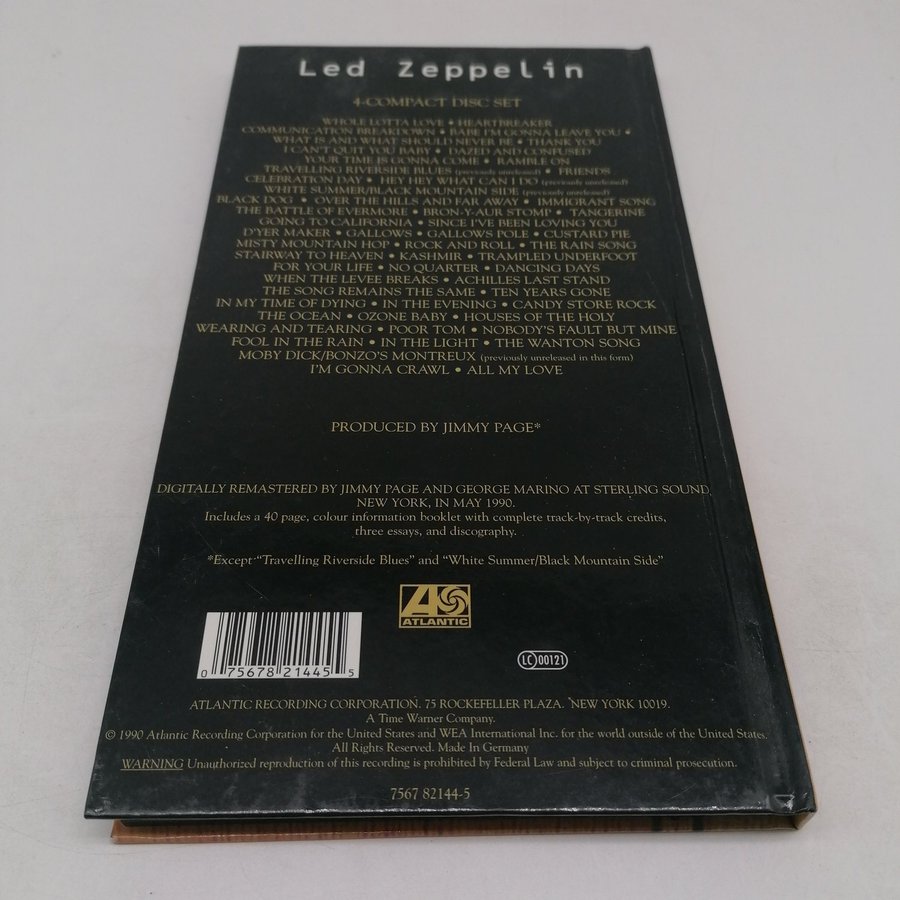 Led Zeppelin
4-COMPACT DISC SET
WHOLE LOTTA LOVE • HEARTBREAKER
COMMUNICATION BREAKDOWN • BABE I'M GONNA LEAVE YOU •
WHAT IS AND WHAT SHOULD NEVER BE • THANK YOU
I CAN'T QUIT YOU BABY • DAZED AND CONFUSED
YOUR TIME IS GONNA COME • RAMBLE ON
TRAVELLING RIVERSIDE BLUES (previously unreleased) • FRIENDS
CELEBRATION DAY • HEY HEY WHAT CAN I DO (previously unreleased)
WHITE SUMMER/BLACK MOUNTAIN SIDE (previously unreleased)
BLACK DOG • OVER THE HILLS AND FAR AWAY • IMMIGRANT SONG
THE BATTLE OF EVERMORE • BRON-Y-AUR STOMP • TANGERINE
GOING TO CALIFORNIA • SINCE I'VE BEEN LOVING YOU
D'YER MAKER • GALLOWS • GALLOWS POLE • CUSTARD PIE
MISTY MOUNTAIN HOP • ROCK AND ROLL • THE RAIN SONG
STAIRWAY TO HEAVEN • KASHMIR • TRAMPLED UNDERFOOT
FOR YOUR LIFE • NO QUARTER • DANCING DAYS
WHEN THE LEVEE BREAKS • ACHILLES LAST STAND
THE SONG REMAINS THE SAME • TEN YEARS GONE
IN MY TIME OF DYING • IN THE EVENING • CANDY STORE ROCK
THE OCEAN • OZONE BABY • HOUSES OF THE HOLY
WEARING AND TEARING • POOR TOM • NOBODY'S FAULT BUT MINE
FOOL IN THE RAIN • IN THE LIGHT • THE WANTON SONG
MOBY DICK/BONZO'S MONTREUX (previously unreleased in this form)
I'M GONNA CRAWL • ALL MY LOVE
PRODUCED BY JIMMY PAGE*
DIGITALLY REMASTERED BY JIMMY PAGE AND GEORGE MARINO AT STERLING SOUND,
NEW YORK, IN MAY 1990.
Includes a 40 page, colour information booklet with complete track-by-track credits,
three essays, and discography.
*Except "Travelling Riverside Blues" and "White Summer/Black Mountain Side"
ATLANTIC
0 75678 21445 5
LC 00121
ATLANTIC RECORDING CORPORATION. 75 ROCKEFELLER PLAZA. NEW YORK 10019.
A Time Warner Company.
© 1990 Atlantic Recording Corporation for the United States and WEA International Inc. for the world outside of the United States.
All Rights Reserved. Made In Germany
WARNING Unauthorized reproduction of this recording is prohibited by Federal Law and subject to criminal prosecution.
7567 82144-5